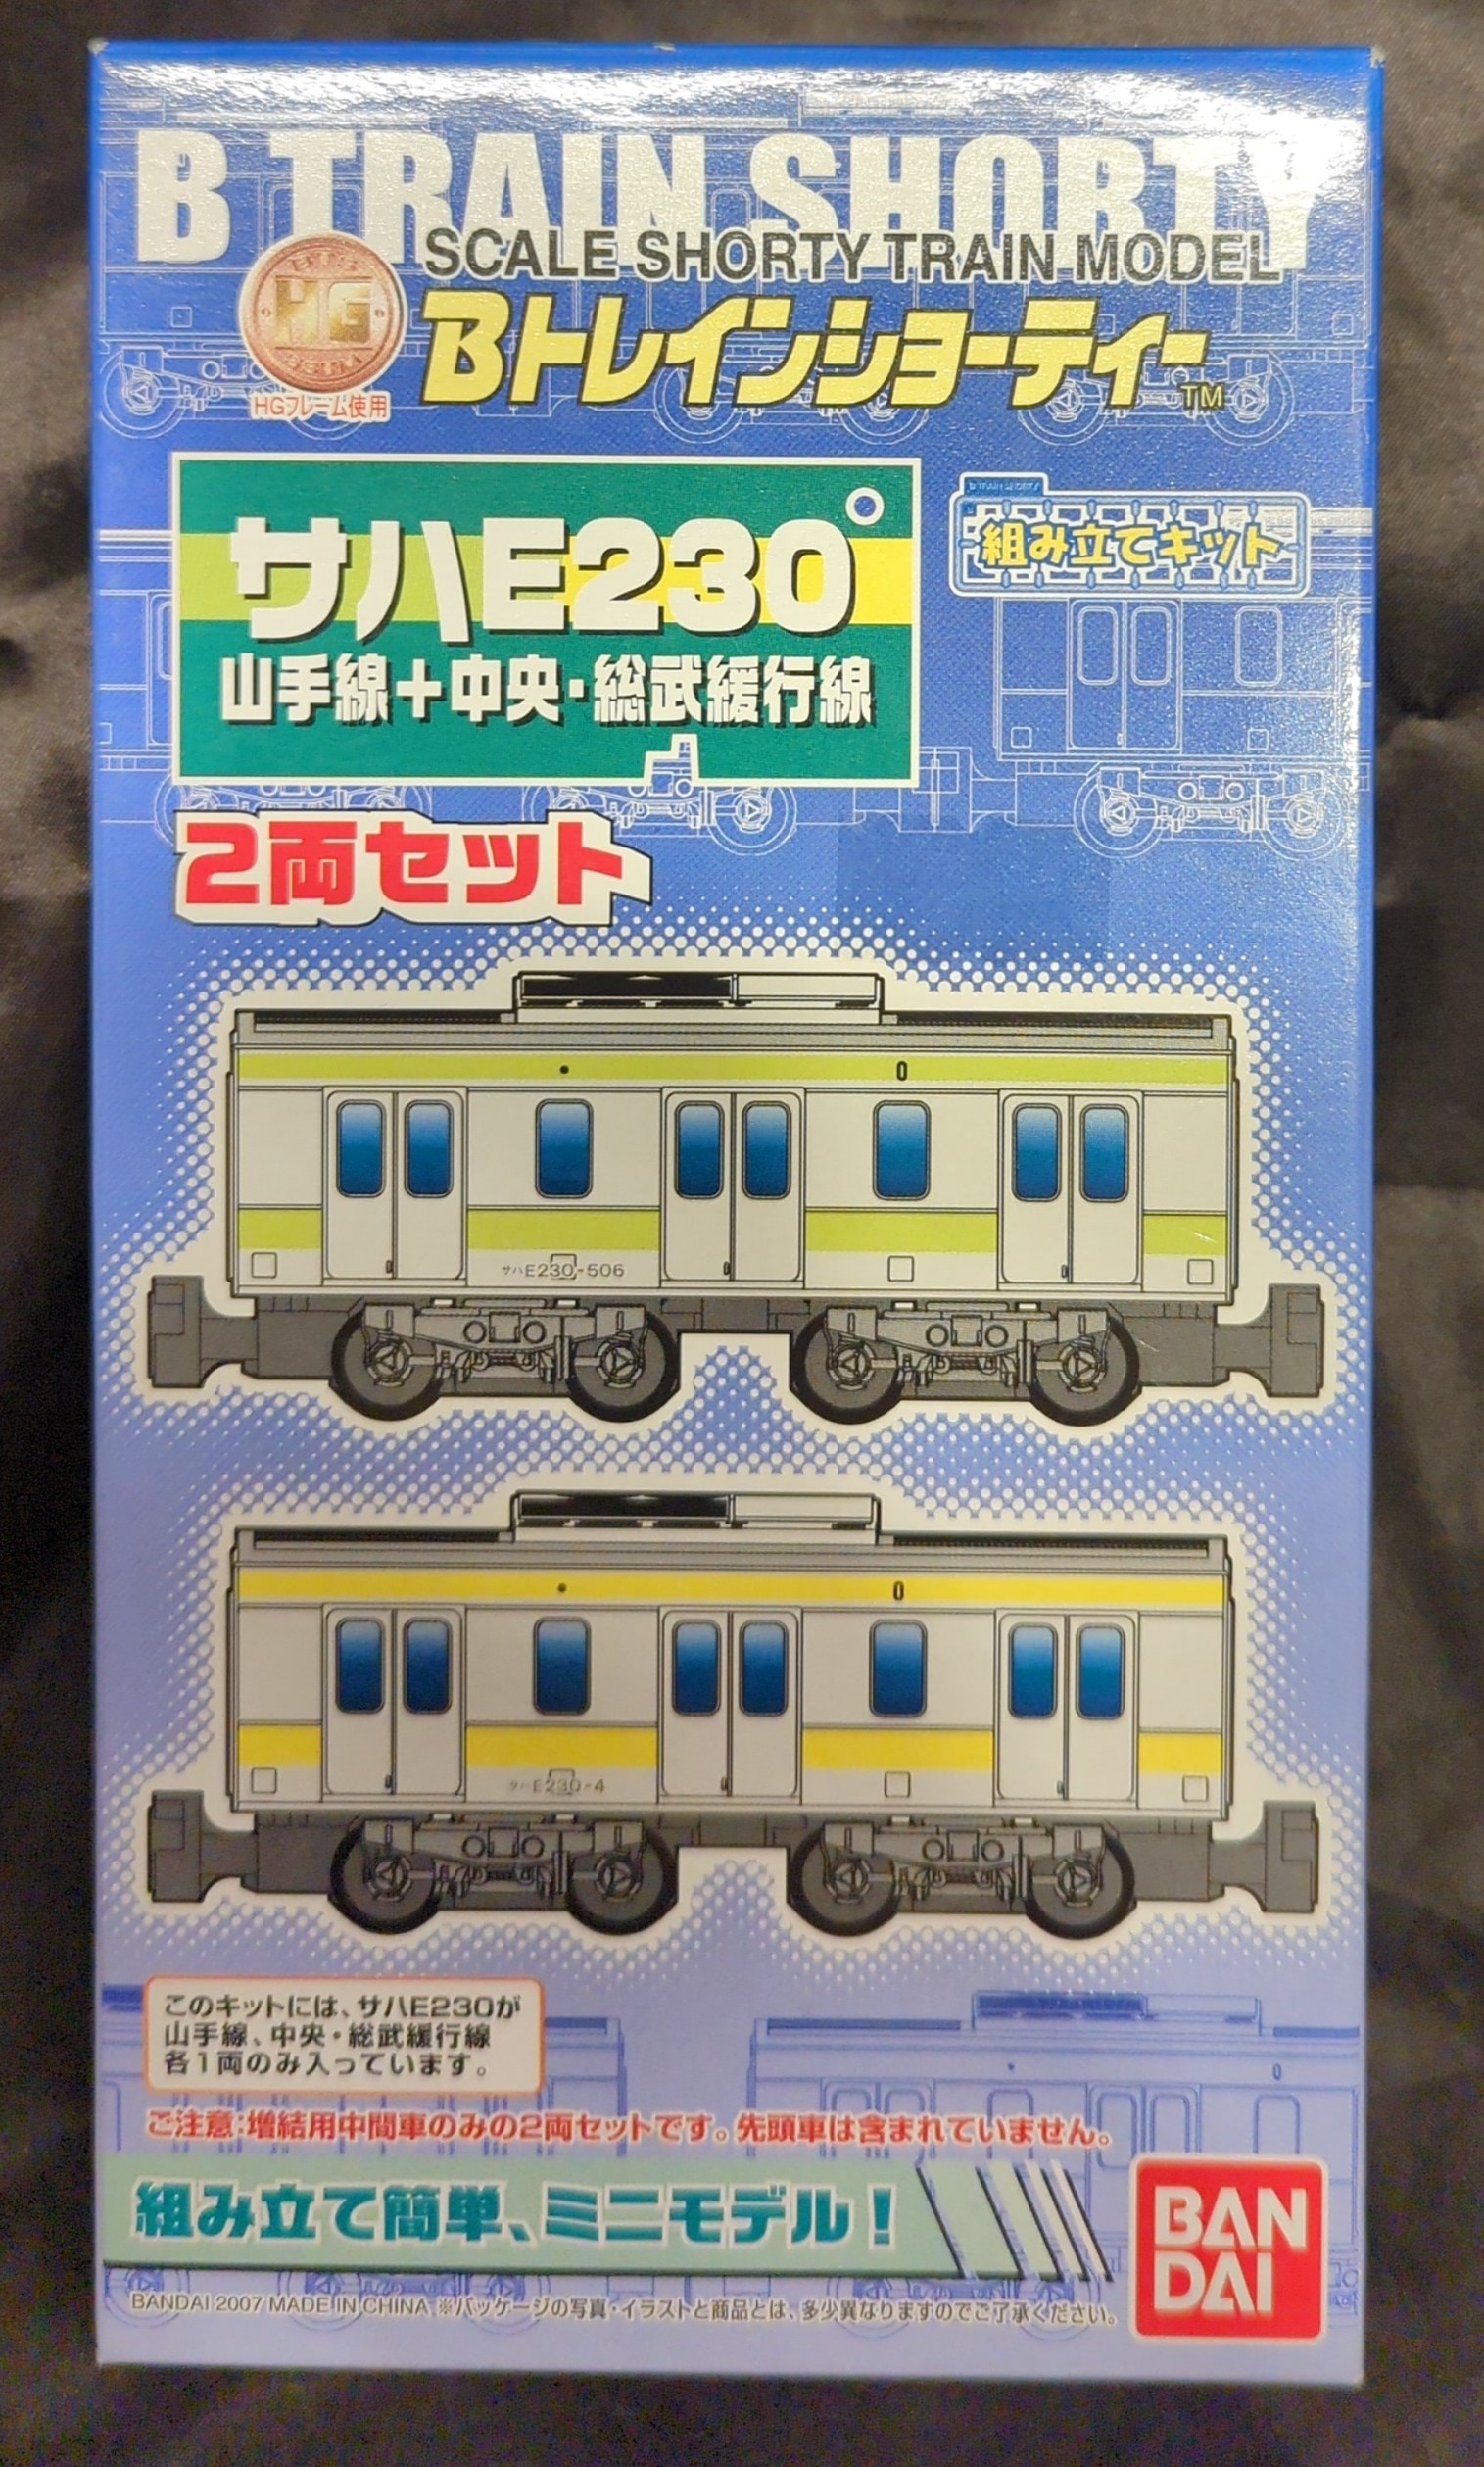 B TRAIN SHORTY
SCALE SHORTY TRAIN MODEL
HG
Bトレインショーティー™
HGフレーム使用
サハE230
山手線+中央・総武緩行線
B TRAIN SHORTY
組み立てキット
2両セット
サハE230-506
サハE230-4
このキットには、サハE230が
山手線、中央・総武緩行線
各1両のみ入っています。
ご注意:増結用中間車のみの2両セットです。先頭車は含まれていません。
組み立て簡単、ミニモデル!
BANDAI 2007 MADE IN CHINA ※パッケージの写真・イラストと商品とは、多少異なりますのでご了承ください。
BAN
DAI